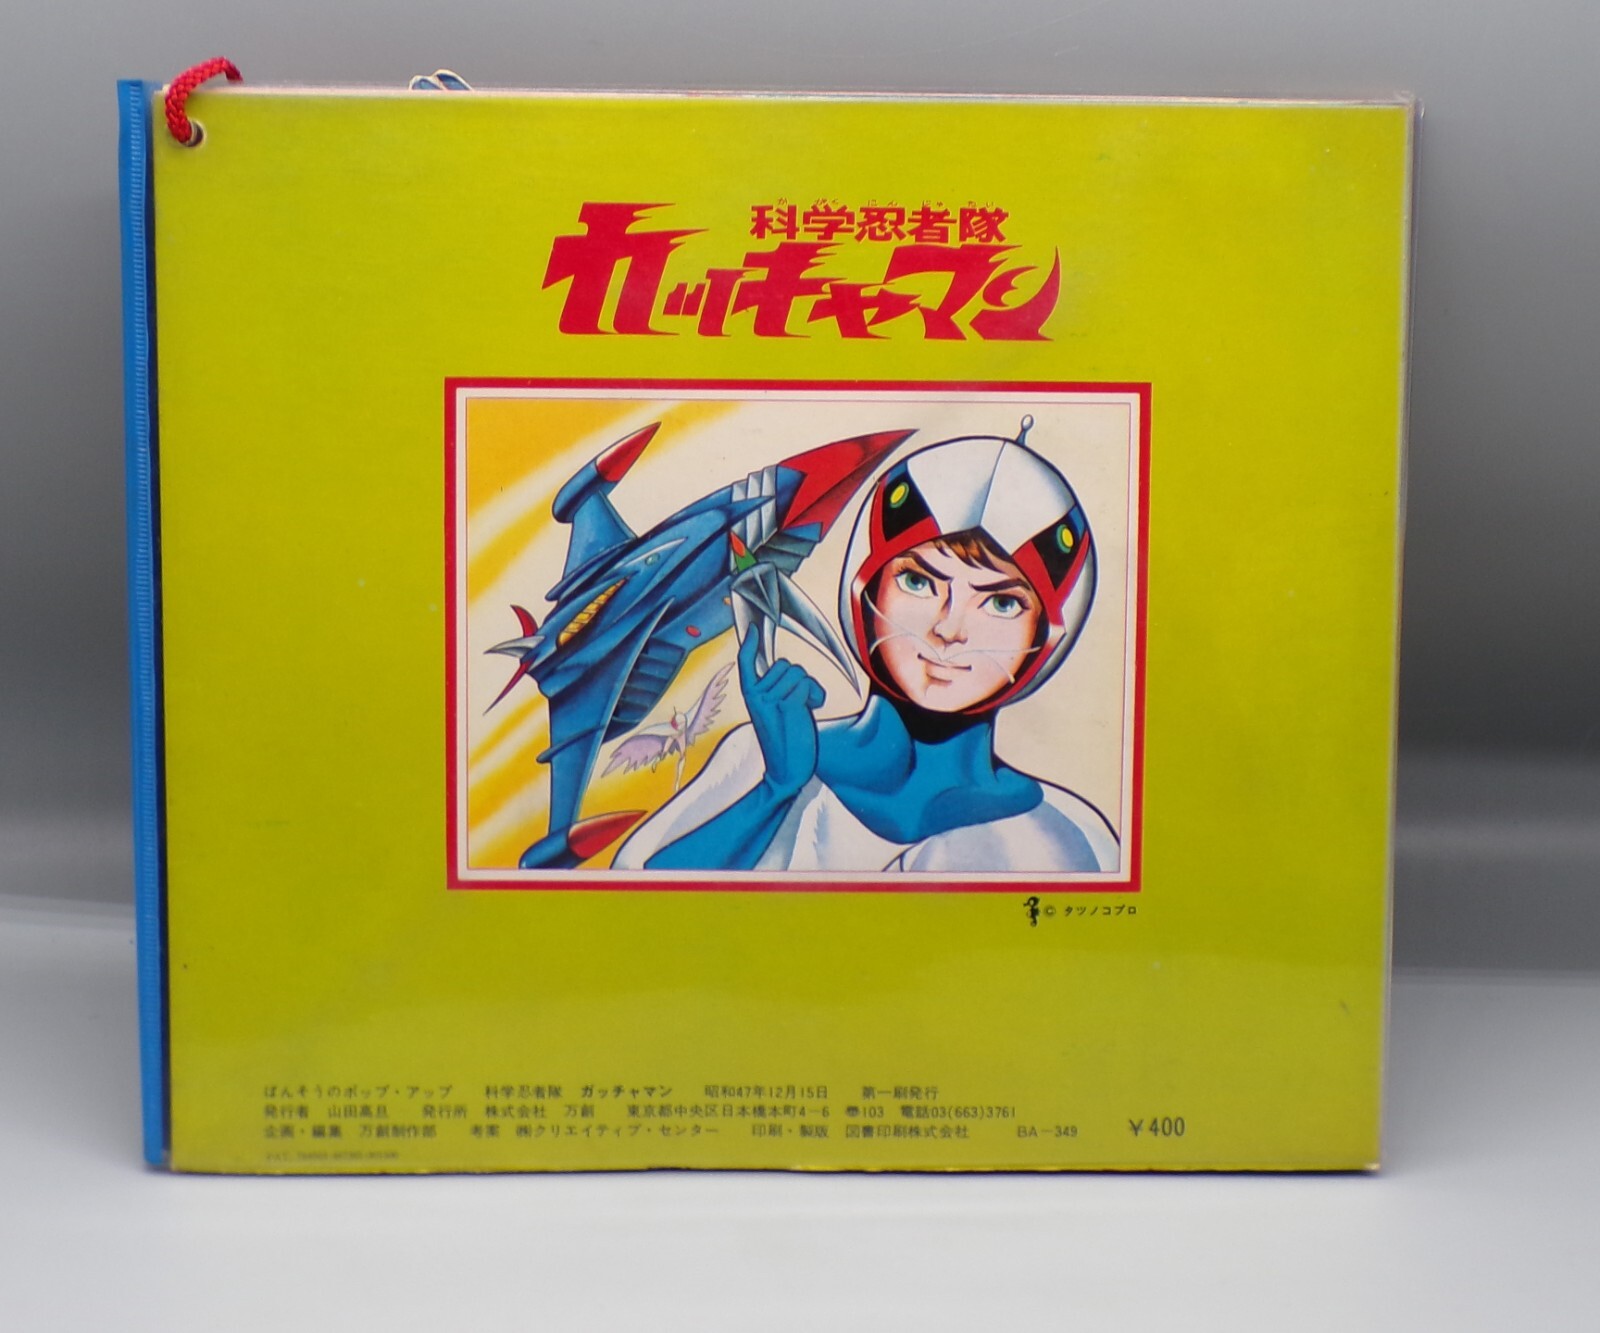 かがくにんじゃたい
科学忍者隊
ガッチャマン
© タツノコプロ
ばんそうのポップ・アップ 科学忍者隊 ガッチャマン 昭和47年12月15日 第一刷発行
発行者 山田高旦 発行所 株式会社 万創 東京都中央区日本橋本町4-6 〒103 電話03(663)3761
企画・編集 万創制作部 考案 ㈱クリエイティブ・センター 印刷・製版 図書印刷株式会社 BA-349 ¥400